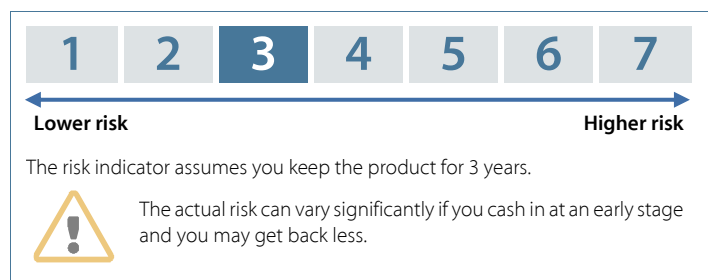 1 2 3 4 5 6 7
Lower risk Higher risk
The risk indicator assumes you keep the product for 3 years.
The actual risk can vary significantly if you cash in at an early stage
and you may get back less.